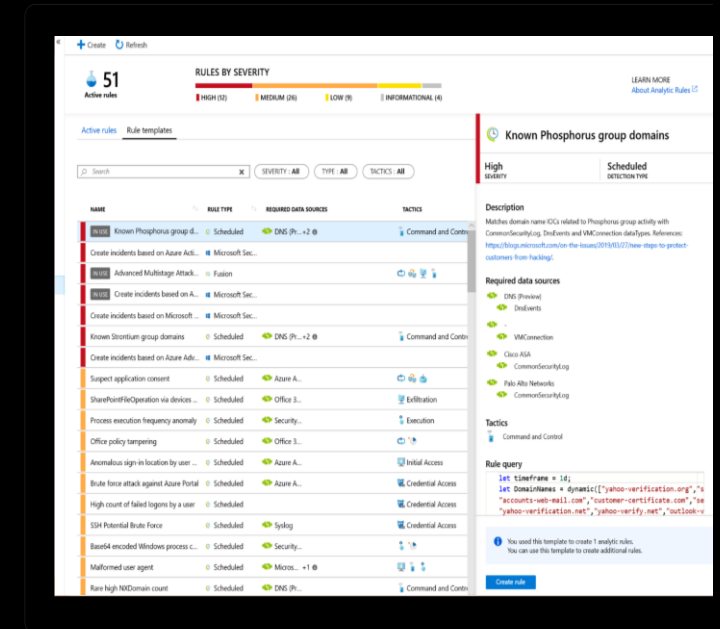 «
+ Create Refresh
51
Active rules
RULES BY SEVERITY
HIGH (12) MEDIUM (26) LOW (9) INFORMATIONAL (4)
LEARN MORE
About Analytic Rules
Active rules Rule templates
Search x SEVERITY : All TYPE : All TACTICS : All
NAME RULE TYPE REQUIRED DATA SOURCES TACTICS
IN USE Known Phosphorus group d... Scheduled DNS (Pr... +2 Command and Contro
Create incidents based on Azure Acti... Microsoft Sec...
IN USE Advanced Multistage Attack... Fusion
IN USE Create incidents based on A... Microsoft Sec...
Create incidents based on Microsoft ... Microsoft Sec...
Known Strontium group domains Scheduled DNS (Pr... +2 Command and Contro
Create incidents based on Azure Adv... Microsoft Sec...
Suspect application consent Scheduled Azure A...
SharePointFileOperation via devices ... Scheduled Office 3... Exfiltration
Process execution frequency anomaly Scheduled Security... Execution
Office policy tampering Scheduled Office 3...
Anomalous sign-in location by user ... Scheduled Azure A... Initial Access
Brute force attack against Azure Portal Scheduled Azure A... Credential Access
High count of failed logons by a user Scheduled Credential Access
SSH Potential Brute Force Scheduled Syslog Credential Access
Base64 encoded Windows process c... Scheduled Security...
Malformed user agent Scheduled Micros... +1
Rare high NXDomain count Scheduled DNS (Pr... Command and Contro
Known Phosphorus group domains
High Scheduled
SEVERITY DETECTION TYPE
Description
Matches domain name IOCs related to Phosphorus group activity with
CommonSecurityLog, DnsEvents and VMConnection dataTypes. References:
https://blogs.microsoft.com/on-the-issues/2019/03/27/new-steps-to-protect-
customers-from-hacking/.
Required data sources
DNS (Preview)
DnsEvents
-
VMConnection
Cisco ASA
CommonSecurityLog
Palo Alto Networks
CommonSecurityLog
Tactics
Command and Control
Rule query
let timeframe = 1d;
let DomainNames = dynamic(["yahoo-verification.org","s
"accounts-web-mail.com","customer-certificate.com","se
"yahoo-verification.net","yahoo-verify.net","outlook-v
You used this template to create 1 analytic rules.
You can use this template to create additional rules.
Create rule